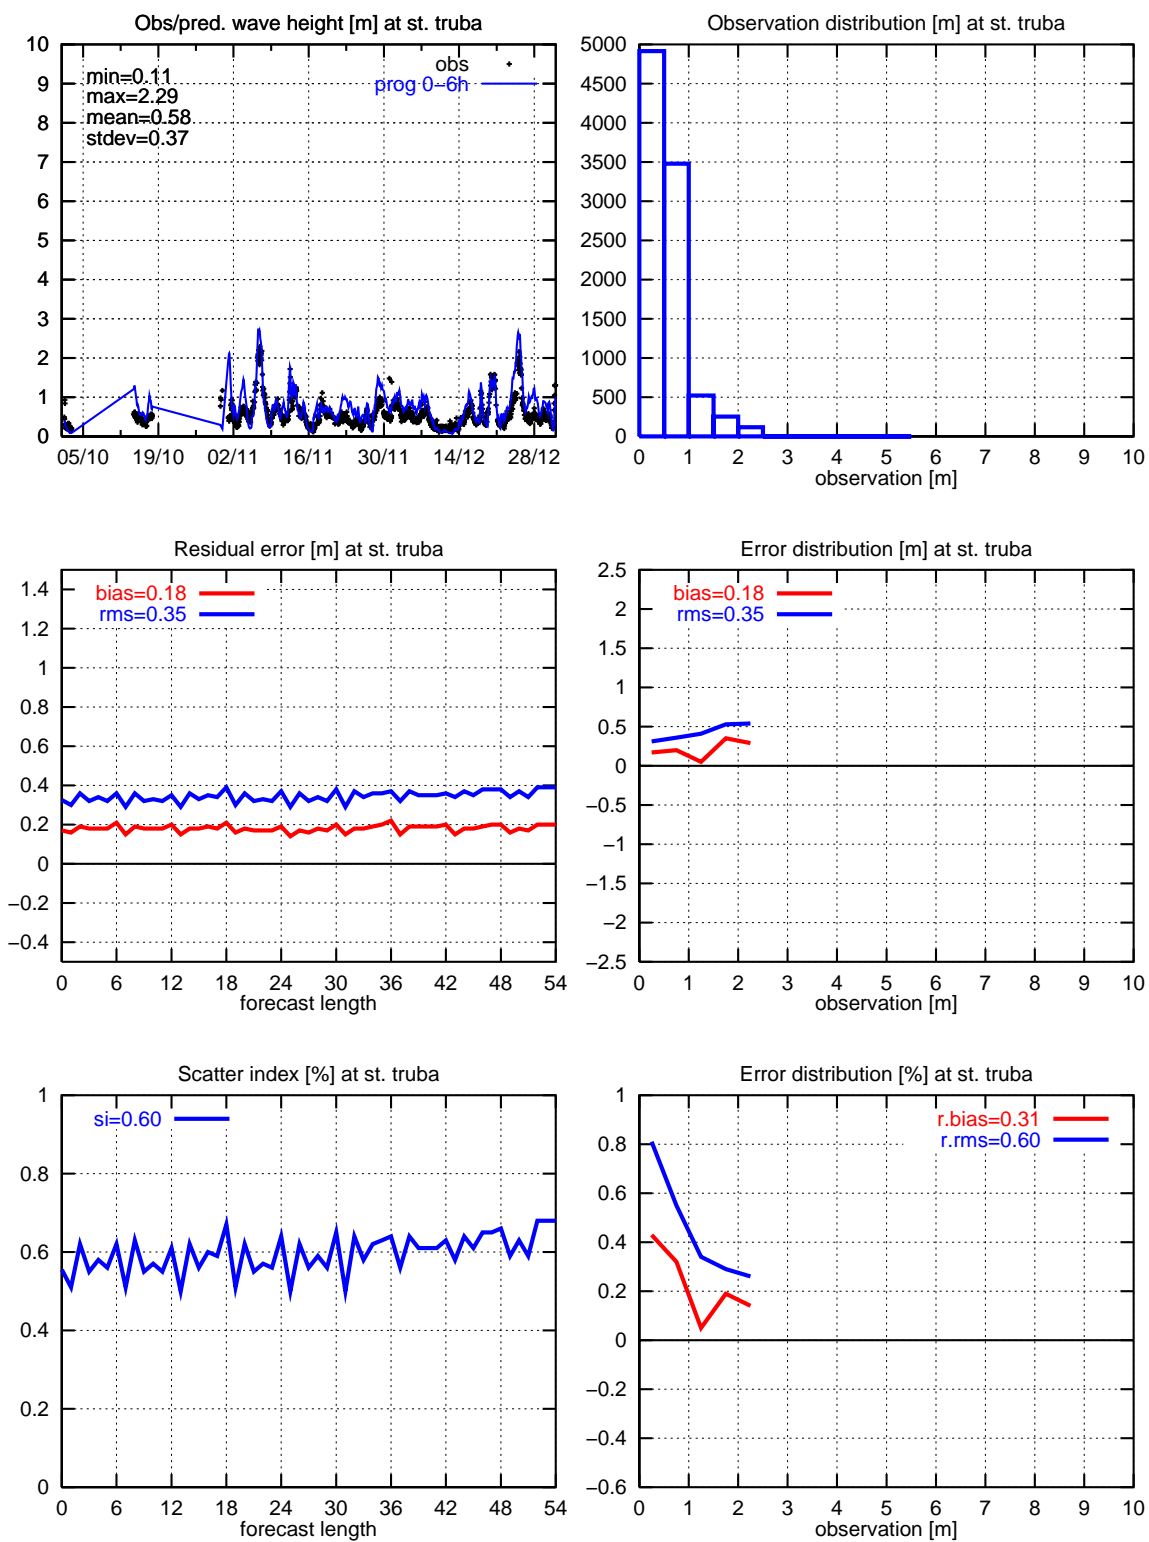 Obs/pred. wave height [m] at st. truba
10
9
8
7
6
5
4
3
2
1
0
min=0.11
max=2.29
mean=0.58
stdev=0.37
obs
prog 0−6h
05/10 19/10 02/11 16/11 30/11 14/12 28/12
Observation distribution [m] at st. truba
5000
4500
4000
3500
3000
2500
2000
1500
1000
500
0
0 1 2 3 4 5 6 7 8 9 10
observation [m]
Residual error [m] at st. truba
1.4
1.2
1
0.8
0.6
0.4
0.2
0
−0.2
−0.4
bias=0.18
rms=0.35
0 6 12 18 24 30 36 42 48 54
forecast length
Error distribution [m] at st. truba
2.5
2
1.5
1
0.5
0
−0.5
−1
−1.5
−2
−2.5
bias=0.18
rms=0.35
0 1 2 3 4 5 6 7 8 9 10
observation [m]
Scatter index [%] at st. truba
1
0.8
0.6
0.4
0.2
0
si=0.60
0 6 12 18 24 30 36 42 48 54
forecast length
Error distribution [%] at st. truba
1
0.8
0.6
0.4
0.2
0
−0.2
−0.4
−0.6
r.bias=0.31
r.rms=0.60
0 1 2 3 4 5 6 7 8 9 10
observation [m]